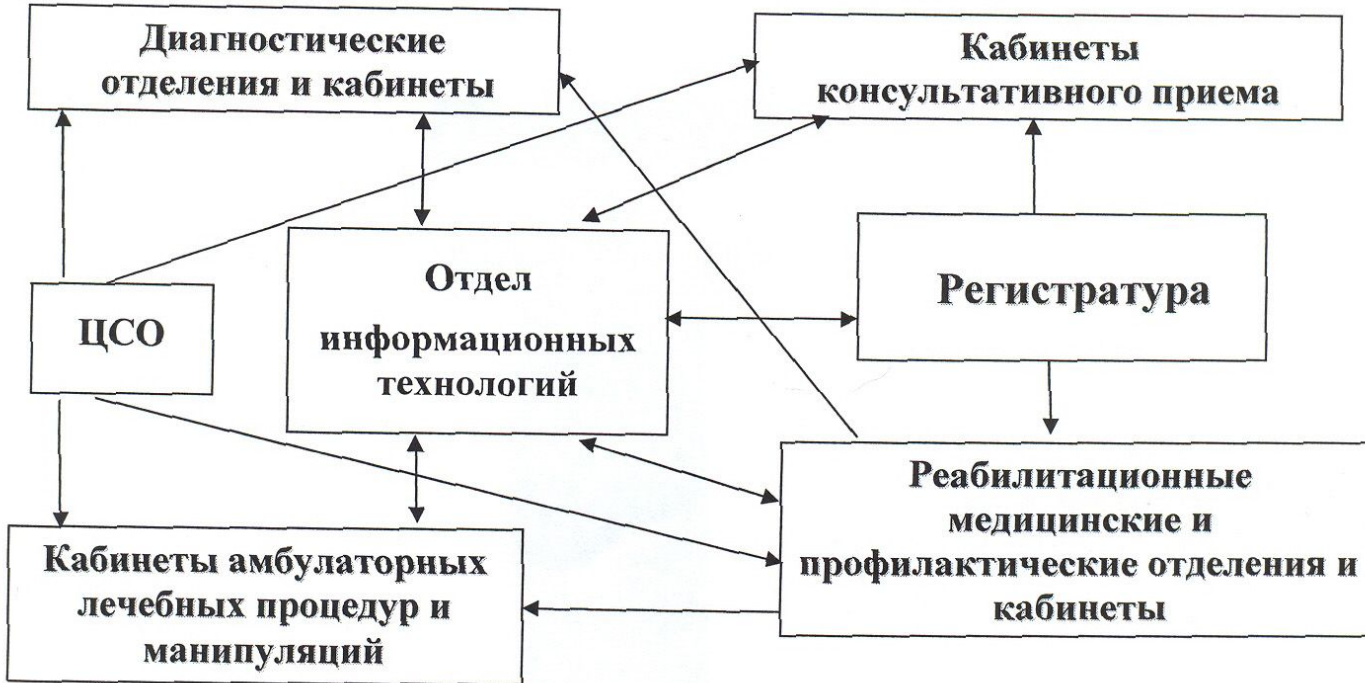 Диагностические
отделения и кабинеты
Кабинеты
консультативного приема
Отдел
информационных
технологий
Регистратура
ЦСО
Кабинеты амбулаторных
лечебных процедур и
манипуляций
Реабилитационные
медицинские и
профилактические отделения и
кабинеты